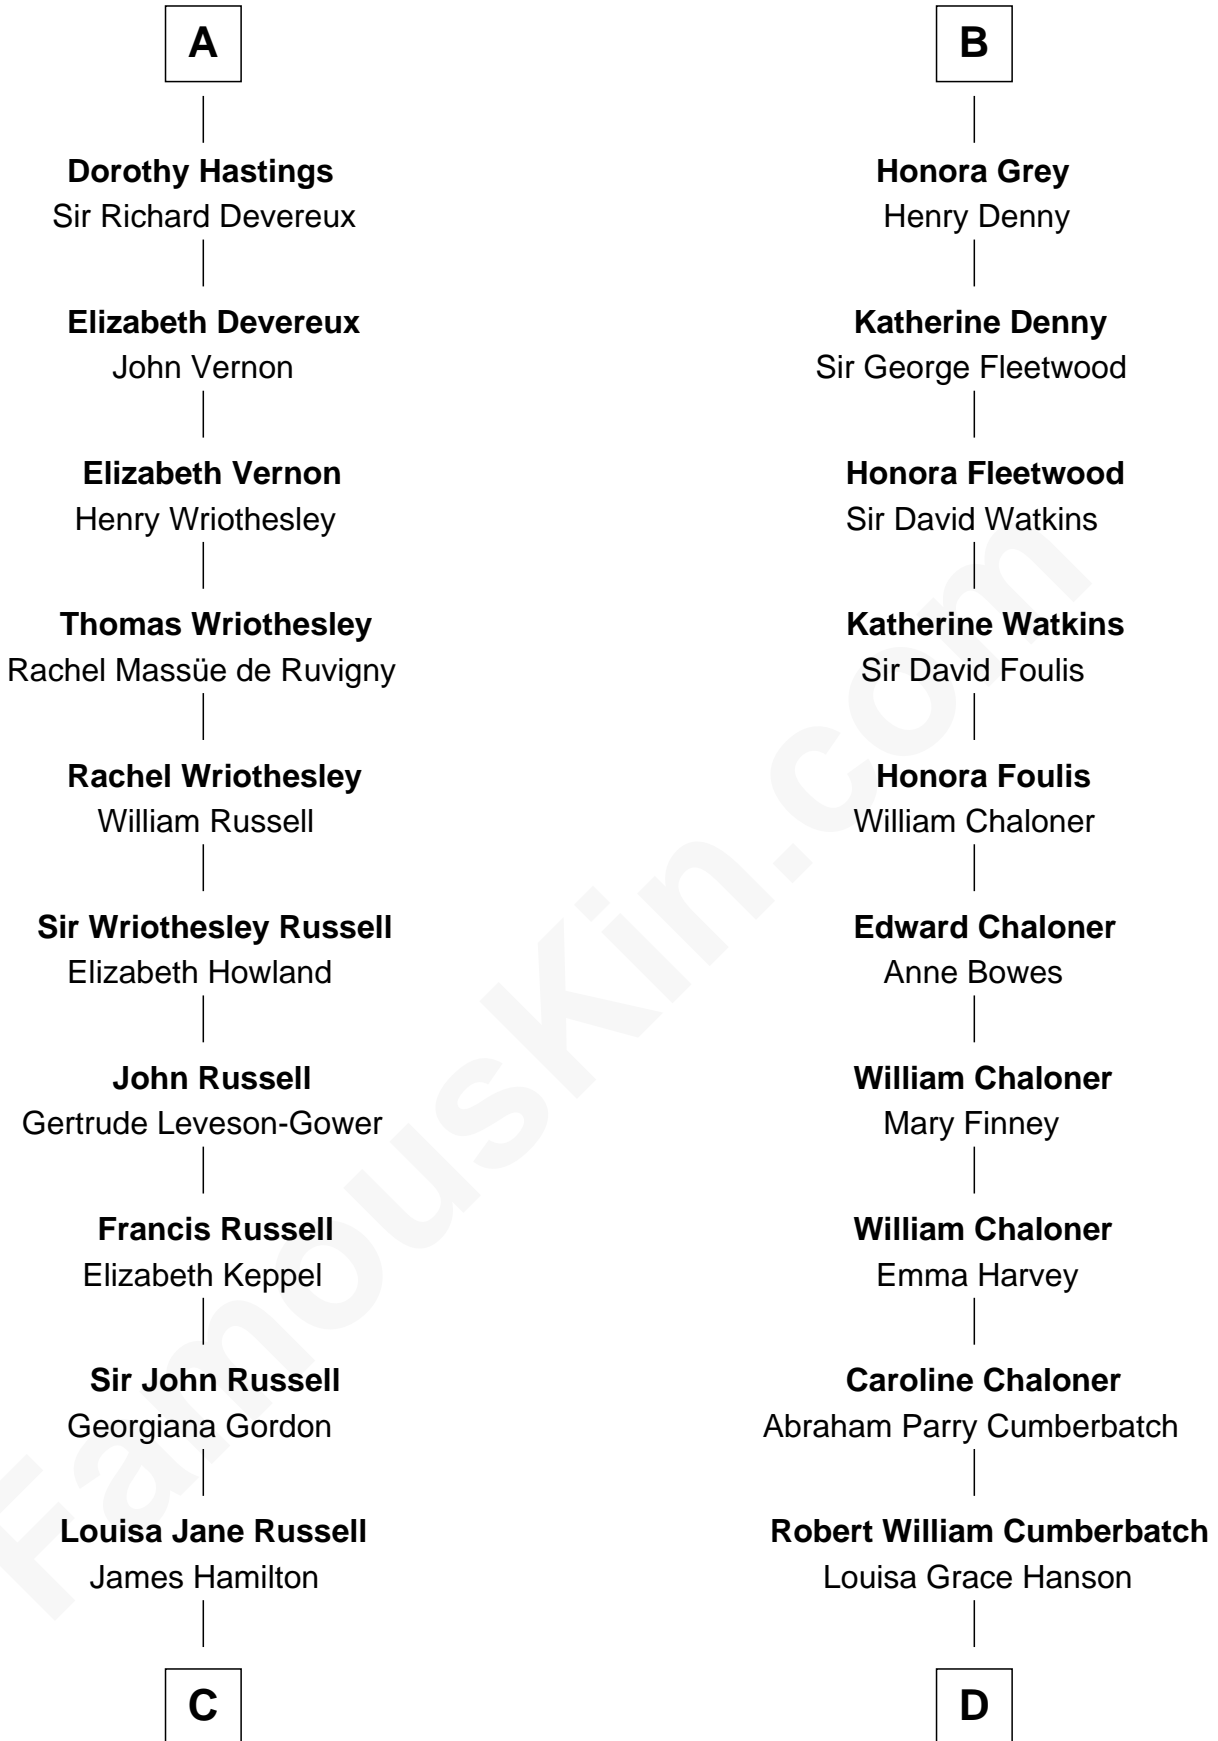 A
Dorothy Hastings
Sir Richard Devereux
Elizabeth Devereux
John Vernon
Elizabeth Vernon
Henry Wriothesley
Thomas Wriothesley
Rachel Massüe de Ruvigny
Rachel Wriothesley
William Russell
Sir Wriothesley Russell
Elizabeth Howland
John Russell
Gertrude Leveson-Gower
Francis Russell
Elizabeth Keppel
Sir John Russell
Georgiana Gordon
Louisa Jane Russell
James Hamilton
C
B
Honora Grey
Henry Denny
Katherine Denny
Sir George Fleetwood
Honora Fleetwood
Sir David Watkins
Katherine Watkins
Sir David Foulis
Honora Foulis
William Chaloner
Edward Chaloner
Anne Bowes
William Chaloner
Mary Finney
William Chaloner
Emma Harvey
Caroline Chaloner
Abraham Parry Cumberbatch
Robert William Cumberbatch
Louisa Grace Hanson
D
FamousKin.com